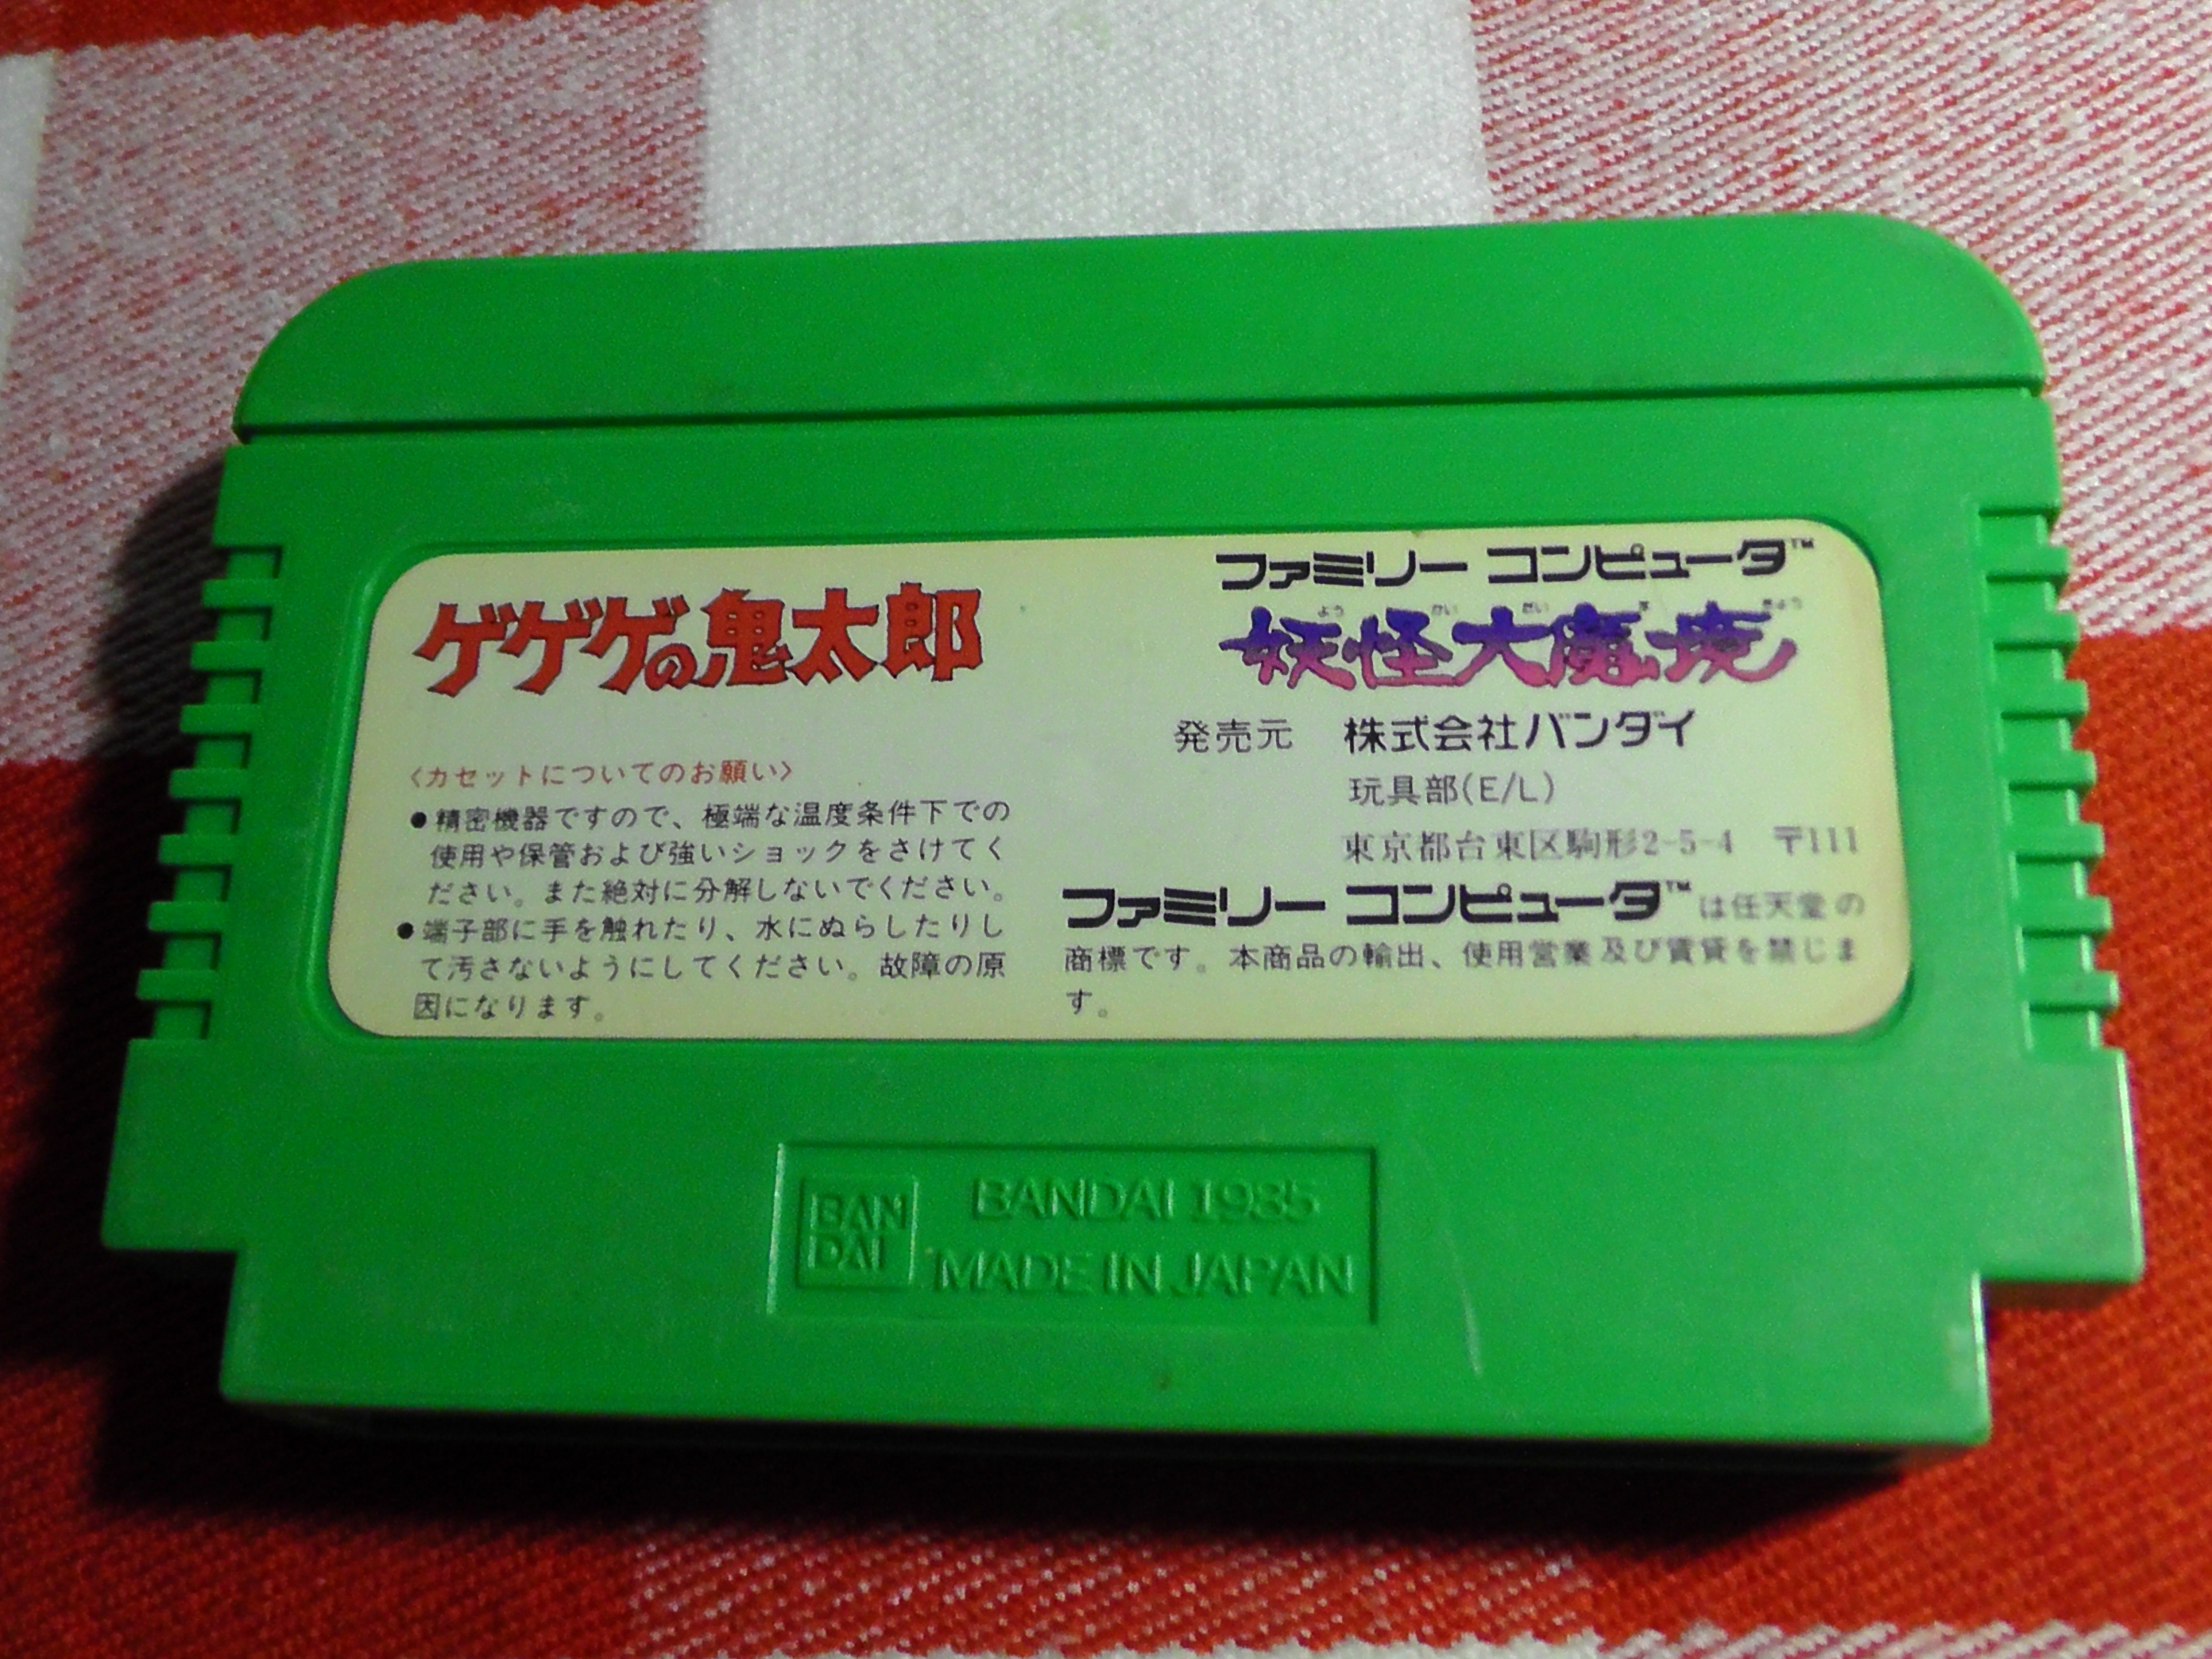 ゲゲゲの鬼太郎
〈カセットについてのお願い〉
●精密機器ですので、極端な温度条件下での
使用や保管および強いショックをさけてく
ださい。また絶対に分解しないでください。
●端子部に手を触れたり、水にぬらしたりし
て汚さないようにしてください。故障の原
因になります。
ファミリー コンピュータ™
よう かい だい ま きょう
妖怪大魔境
発売元 株式会社バンダイ
玩具部(E/L)
東京都台東区駒形2-5-4 〒111
ファミリー コンピュータ™は任天堂の
商標です。本商品の輸出、使用営業及び賃貸を禁じま
す。
BAN
DAI
BANDAI 1985
MADE IN JAPAN